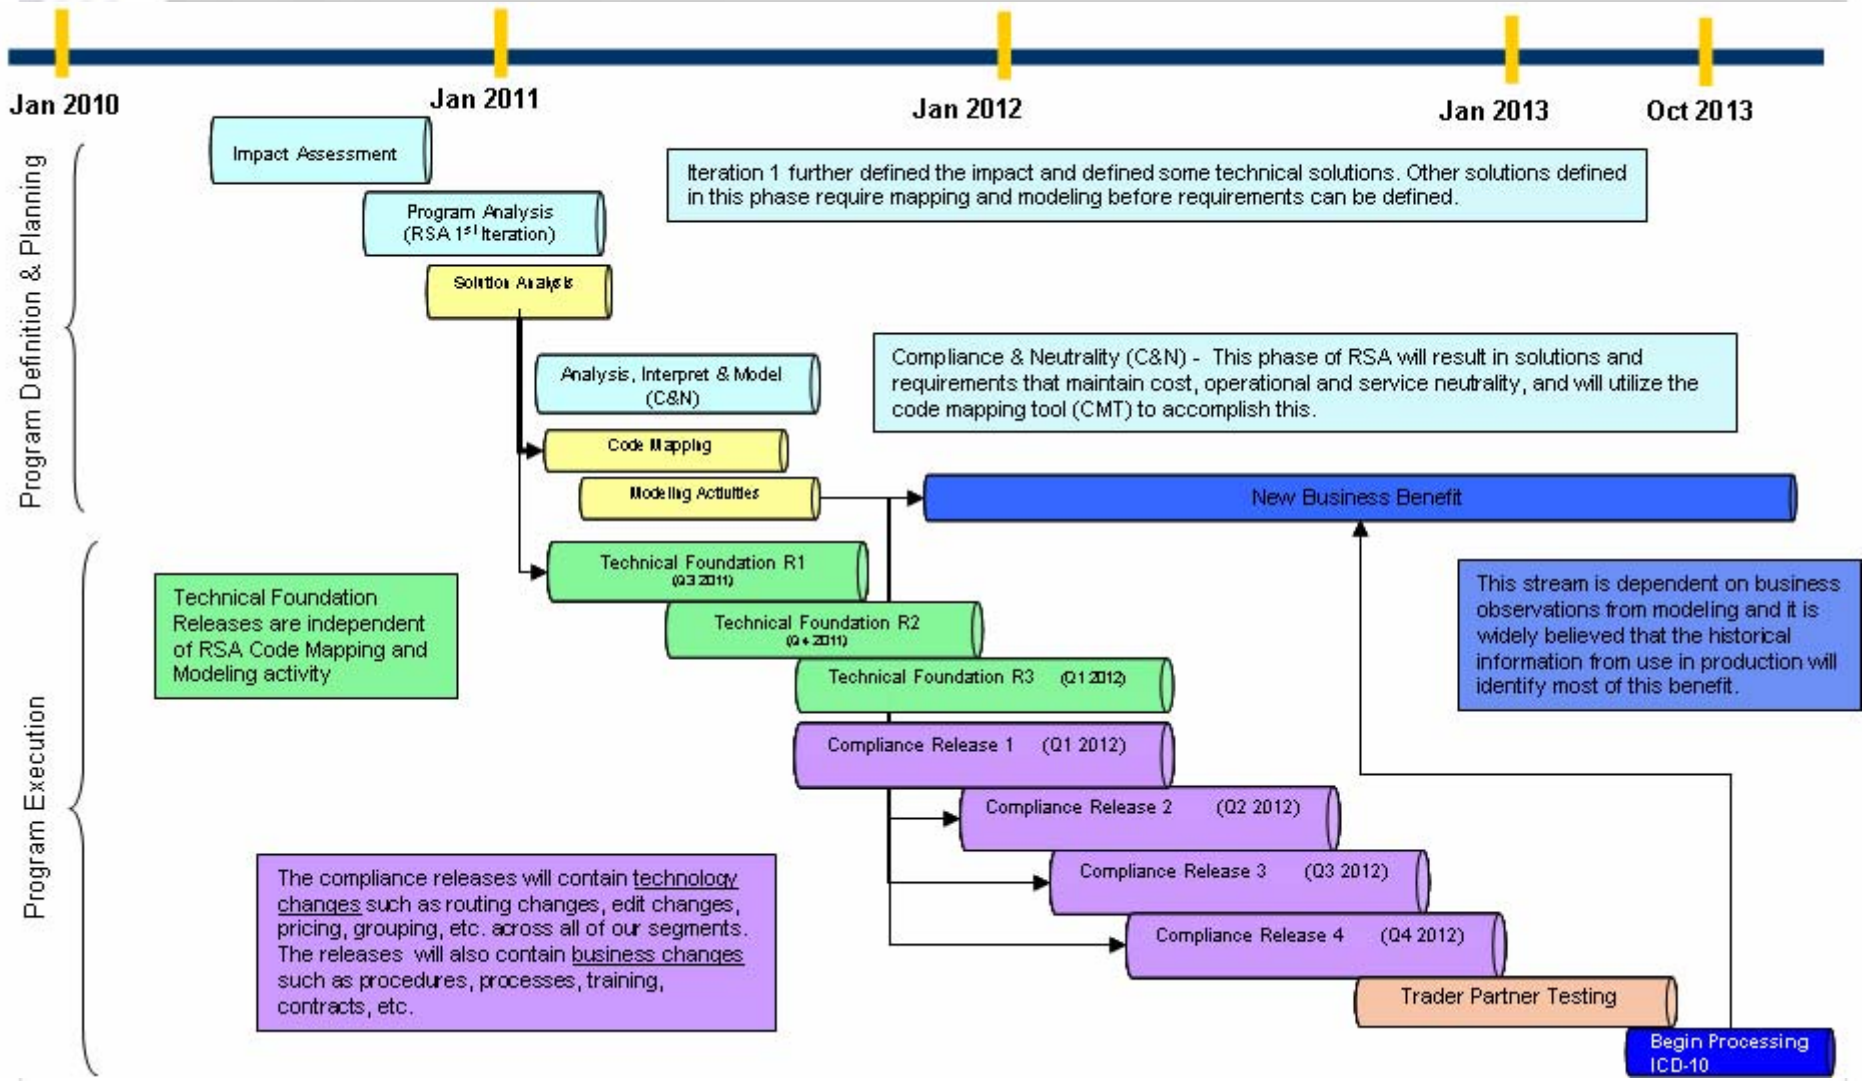 Jan 2010
Jan 2011
Jan 2012
Jan 2013
Oct 2013
Program Definition & Planning
Impact Assessment
Iteration 1 further defined the impact and defined some technical solutions. Other solutions defined
in this phase require mapping and modeling before requirements can be defined.
Program Analysis
(RSA 1st Iteration)
Solution Analysis
Analysis, Interpret & Model
(C&N)
Compliance & Neutrality (C&N) - This phase of RSA will result in solutions and
requirements that maintain cost, operational and service neutrality, and will utilize the
code mapping tool (CMT) to accomplish this.
Code Mapping
Modeling Activities
New Business Benefit
Program Execution
Technical Foundation R1
(Q3 2011)
Technical Foundation
Releases are independent
of RSA Code Mapping and
Modeling activity
This stream is dependent on business
observations from modeling and it is
widely believed that the historical
information from use in production will
identify most of this benefit.
Technical Foundation R2
(Q4 2011)
Technical Foundation R3 (Q1 2012)
Compliance Release 1 (Q1 2012)
Compliance Release 2 (Q2 2012)
Compliance Release 3 (Q3 2012)
The compliance releases will contain technology
changes such as routing changes, edit changes,
pricing, grouping, etc. across all of our segments.
The releases will also contain business changes
such as procedures, processes, training,
contracts, etc.
Compliance Release 4 (Q4 2012)
Trader Partner Testing
Begin Processing
ICD-10